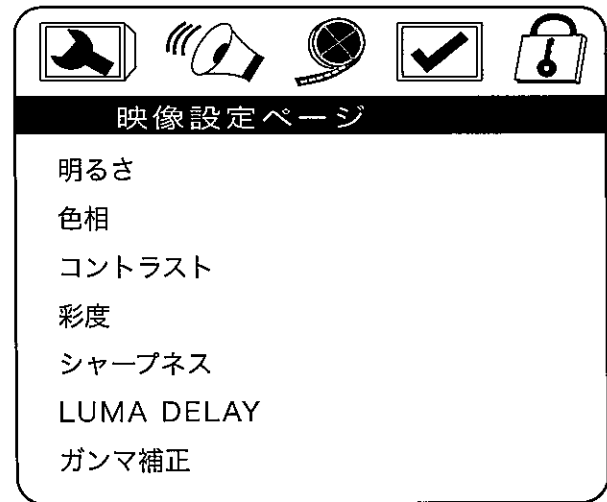 映像設定ページ
明るさ
色相
コントラスト
彩度
シャープネス
LUMA DELAY
ガンマ補正